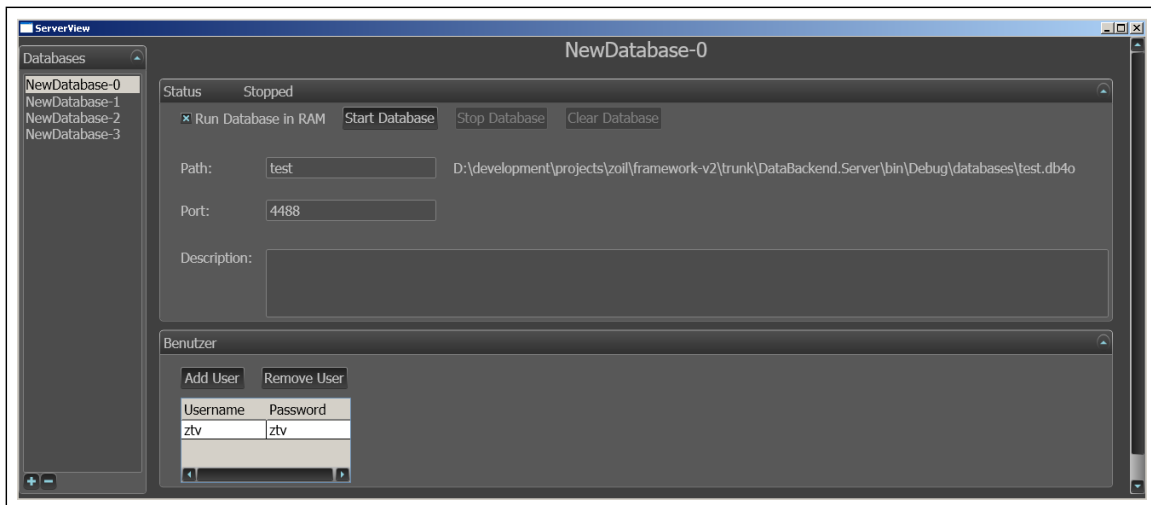 ServerView
NewDatabase-0
Databases
NewDatabase-0
NewDatabase-1
NewDatabase-2
NewDatabase-3
Status Stopped
Run Database in RAM Start Database Stop Database Clear Database
Path: test D:\development\projects\zoil\framework-v2\trunk\DataBackend.Server\bin\Debug\databases\test.db4o
Port: 4488
Description:
Benutzer
Add User Remove User
Username Password
ztv ztv